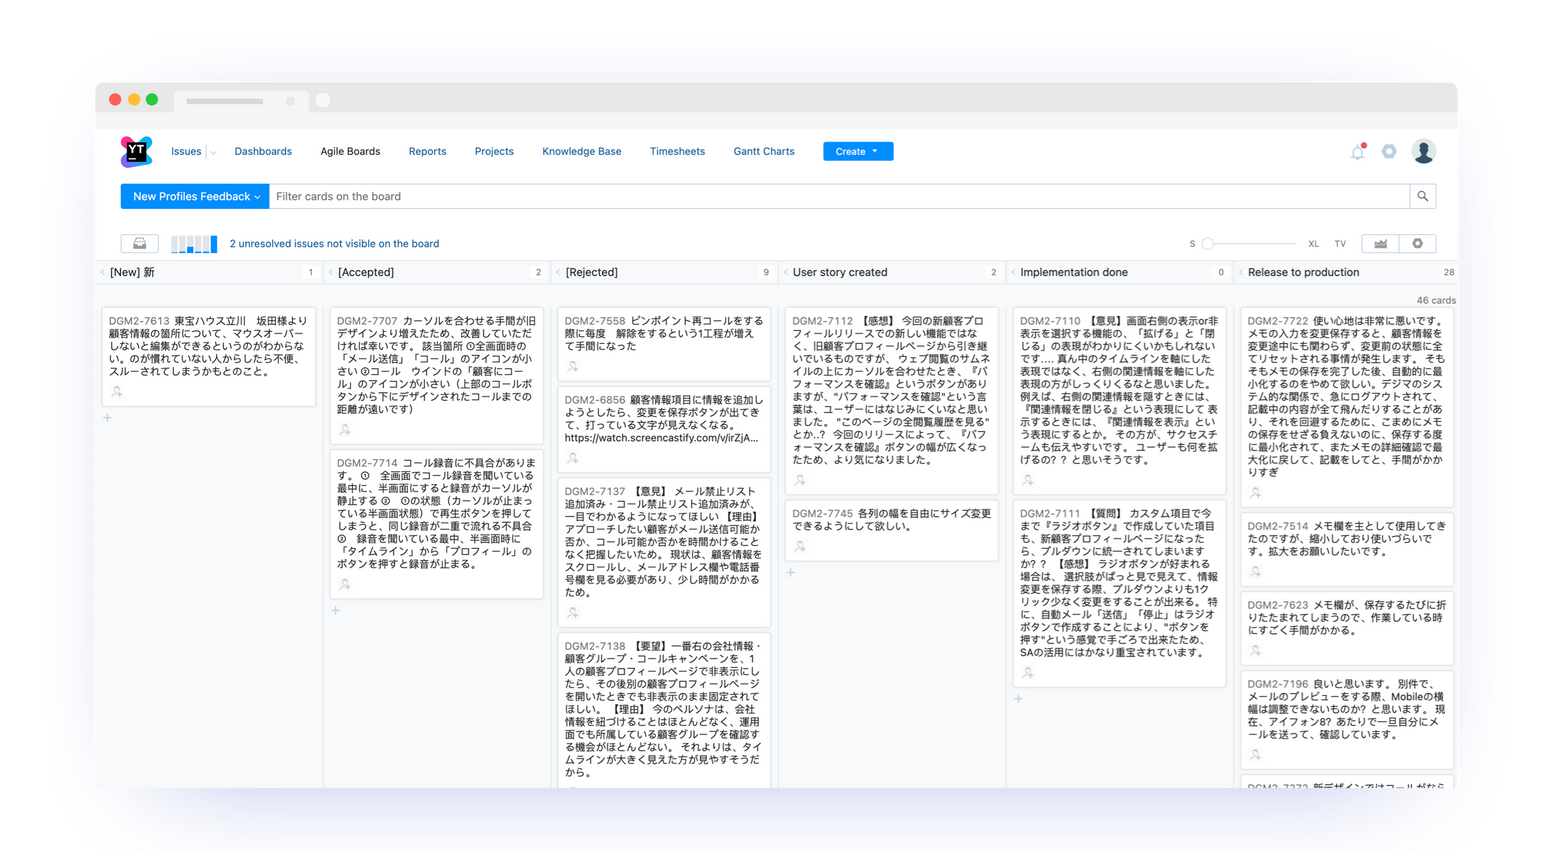 YT
Issues
Dashboards
Agile Boards
Reports
Projects
Knowledge Base
Timesheets
Gantt Charts
Create
New Profiles Feedback
Filter cards on the board
2 unresolved issues not visible on the board
S
XL
TV
[New] 新
1
[Accepted]
2
[Rejected]
9
User story created
2
Implementation done
0
Release to production
28
46 cards
DGM2-7613 東宝ハウス立川　坂田様より
顧客情報の箇所について、マウスオーバー
しないと編集ができるというのがわからな
い。のが慣れていない人からしたら不便、
スルーされてしまうかもとのこと。
DGM2-7707 カーソルを合わせる手間が旧
デザインより増えたため、改善していただ
ければ幸いです。 該当箇所 ①全画面時の
「メール送信」「コール」のアイコンが小
さい ②コール　ウインドの「顧客にコー
ル」のアイコンが小さい（上部のコールボ
タンから下にデザインされたコールまでの
距離が遠いです）
DGM2-7714 コール録音に不具合がありま
す。 ①　全画面でコール録音を聞いている
最中に、半画面にすると録音がカーソルが
静止する ②　①の状態（カーソルが止まっ
ている半画面状態）で再生ボタンを押して
しまうと、同じ録音が二重で流れる不具合
③　録音を聞いている最中、半画面時に
「タイムライン」から「プロフィール」の
ボタンを押すと録音が止まる。
DGM2-7558 ピンポイント再コールをする
際に毎度　解除をするという1工程が増え
て手間になった
DGM2-6856 顧客情報項目に情報を追加し
ようとしたら、変更を保存ボタンが出てき
て、打っている文字が見えなくなる。
https://watch.screencastify.com/v/irZjA...
DGM2-7137 【意見】 メール禁止リスト
追加済み・コール禁止リスト追加済みが、
一目でわかるようになってほしい 【理由】
アプローチしたい顧客がメール送信可能か
否か、コール可能か否かを時間かけること
なく把握したいため。 現状は、顧客情報を
スクロールし、メールアドレス欄や電話番
号欄を見る必要があり、少し時間がかかる
ため。
DGM2-7138 【要望】一番右の会社情報・
顧客グループ・コールキャンペーンを、1
人の顧客プロフィールページで非表示にし
たら、その後別の顧客プロフィールページ
を開いたときでも非表示のまま固定されて
ほしい。 【理由】 今のペルソナは、会社
情報を紐づけることはほとんどなく、運用
面でも所属している顧客グループを確認す
る機会がほとんどない。 それよりは、タイ
ムラインが大きく見えた方が見やすそうだ
から。
DGM2-7112 【感想】 今回の新顧客プロ
フィールリリースでの新しい機能ではな
く、旧顧客プロフィールページから引き継
いでいるものですが、 ウェブ閲覧のサムネ
イルの上にカーソルを合わせたとき、『パ
フォーマンスを確認』というボタンがあり
ますが、"パフォーマンスを確認"という言
葉は、ユーザーにはなじみにくいなと思い
ました。 "このページの全閲覧履歴を見る"
とか..？ 今回のリリースによって、『パフ
ォーマンスを確認』ボタンの幅が広くなっ
たため、より気になりました。
DGM2-7745 各列の幅を自由にサイズ変更
できるようにして欲しい。
DGM2-7110 【意見】画面右側の表示or非
表示を選択する機能の、「拡げる」と「閉
じる」の表現がわかりにくいかもしれない
です.... 真ん中のタイムラインを軸にした
表現ではなく、右側の関連情報を軸にした
表現の方がしっくりくるなと思いました。
例えば、右側の関連情報を隠すときには、
『関連情報を閉じる』という表現にして 表
示するときには、『関連情報を表示』とい
う表現にするとか。 その方が、サクセスチ
ームも伝えやすいです。 ユーザーも何を拡
げるの？？ と思いそうです。
DGM2-7111 【質問】 カスタム項目で今
まで『ラジオボタン』で作成していた項目
も、新顧客プロフィールページになった
ら、プルダウンに統一されてしまいます
か？？ 【感想】 ラジオボタンが好まれる
場合は、 選択肢がぱっと見で見えて、情報
変更を保存する際、プルダウンよりも1ク
リック少なく変更をすることが出来る。 特
に、自動メール「送信」「停止」はラジオ
ボタンで作成することにより、"ボタンを
押す"という感覚で手ごろで出来たため、
SAの活用にはかなり重宝されています。
DGM2-7722 使い心地は非常に悪いです。
メモの入力を変更保存すると、顧客情報を
変更途中にも関わらず、変更前の状態に全
てリセットされる事情が発生します。 そも
そもメモの保存を完了した後、自動的に最
小化するのをやめて欲しい。デジマのシス
テム的な関係で、急にログアウトされて、
記載中の内容が全て飛んだりすることがあ
り、それを回避するために、こまめにメモ
の保存をせざる負えないのに、保存する度
に最小化されて、またメモの詳細確認で最
大化に戻して、記載をしてと、手間がかか
りすぎ
DGM2-7514 メモ欄を主として使用してき
たのですが、縮小しており使いづらいで
す。拡大をお願いしたいです。
DGM2-7623 メモ欄が、保存するたびに折
りたたまれてしまうので、作業している時
にすごく手間がかかる。
DGM2-7196 良いと思います。 別件で、
メールのプレビューをする際、Mobileの横
幅は調整できないものか？ と思います。 現
在、アイフォン8？ あたりで一旦自分にメ
ールを送って、確認しています。